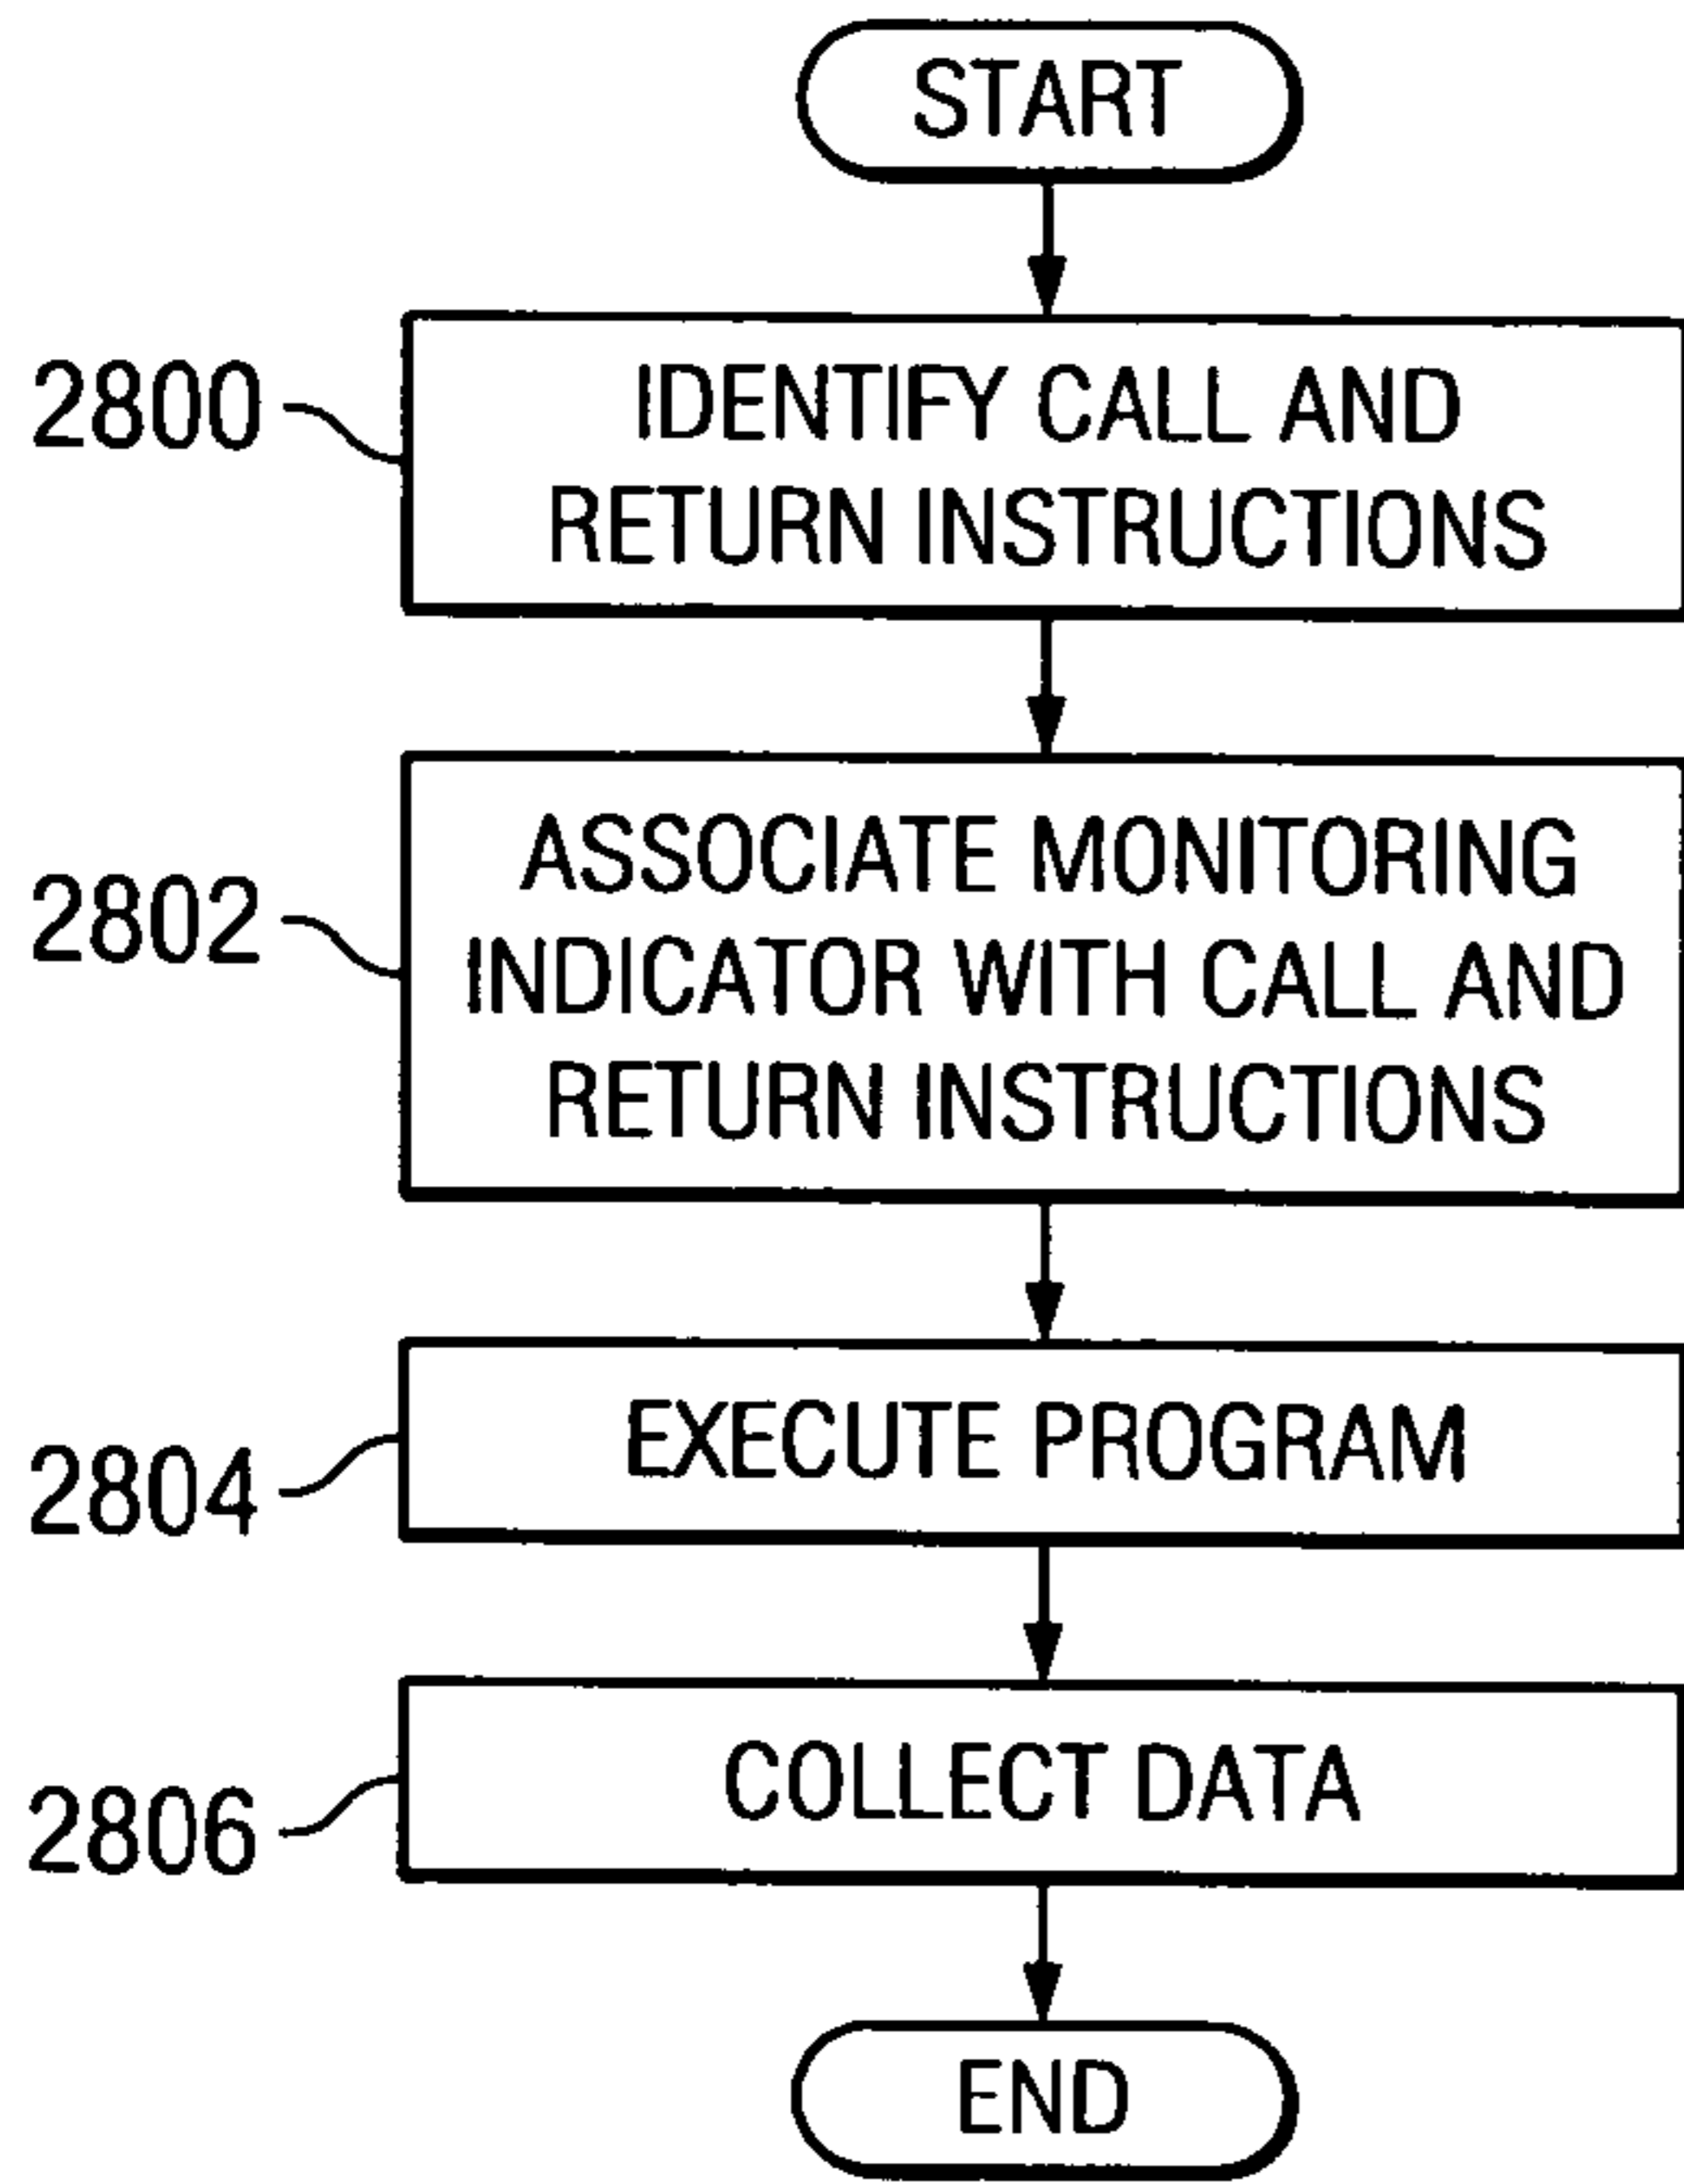 START
2800
IDENTIFY CALL AND
RETURN INSTRUCTIONS
2802
ASSOCIATE MONITORING
INDICATOR WITH CALL AND
RETURN INSTRUCTIONS
2804
EXECUTE PROGRAM
2806
COLLECT DATA
END